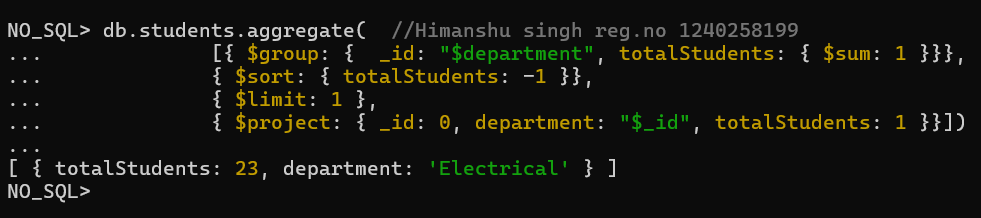 NO_SQL> db.students.aggregate(  //Himanshu singh reg.no 1240258199
...              [{ $group: {  _id: "$department", totalStudents: { $sum: 1 }}},
...              { $sort: { totalStudents: -1 }},
...              { $limit: 1 },
...              { $project: { _id: 0, department: "$_id", totalStudents: 1 }}])
...
[ { totalStudents: 23, department: 'Electrical' } ]
NO_SQL>